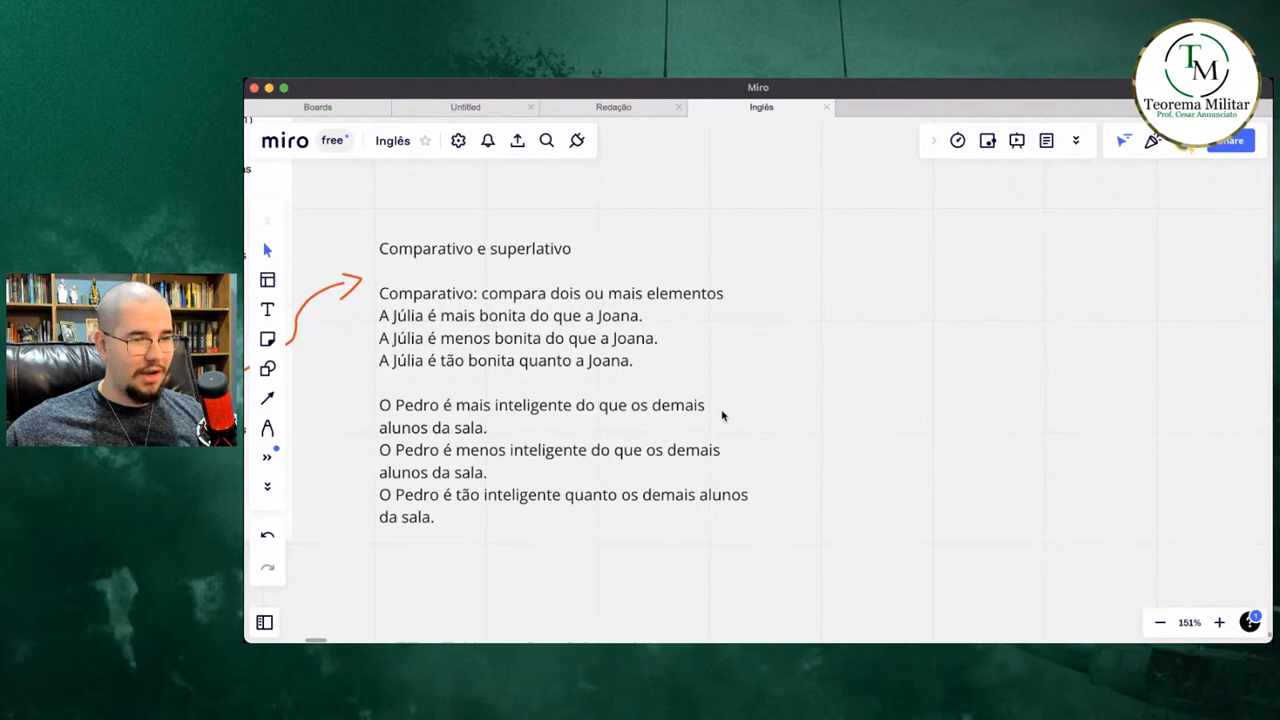 TM
Teorema Militar
Prof. Cesar Annunciato
Miro
Boards
Untitled
Redação
Inglês
miro
free
Inglês
Share
Comparativo e superlativo
Comparativo: compara dois ou mais elementos
A Júlia é mais bonita do que a Joana.
A Júlia é menos bonita do que a Joana.
A Júlia é tão bonita quanto a Joana.
O Pedro é mais inteligente do que os demais
alunos da sala.
O Pedro é menos inteligente do que os demais
alunos da sala.
O Pedro é tão inteligente quanto os demais alunos
da sala.
151%